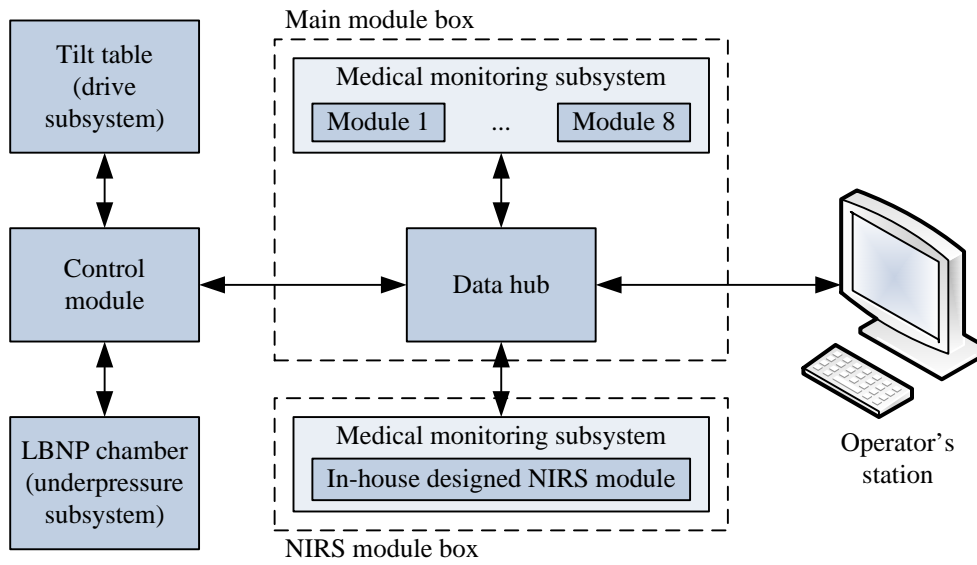 Main module box
Tilt table
(drive
subsystem)
Medical monitoring subsystem
Module 1
...
Module 8
Control
module
Data hub
LBNP chamber
(underpressure
subsystem)
Medical monitoring subsystem
In-house designed NIRS module
NIRS module box
Operator's
station